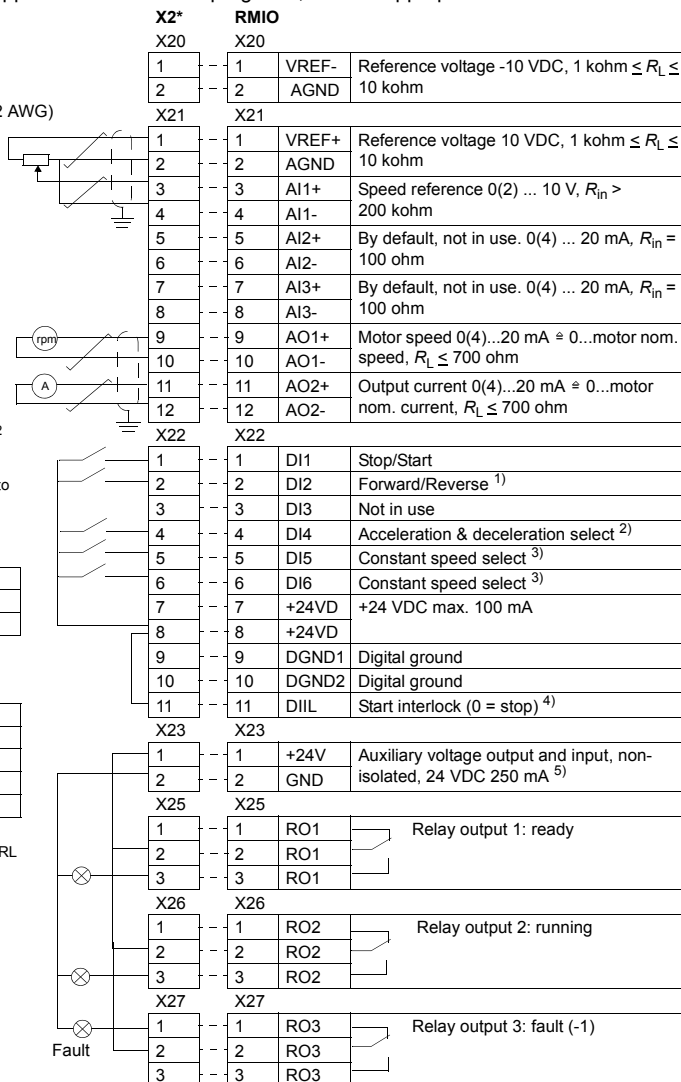 X2* RMIO
X20 X20
1 1 VREF- Reference voltage -10 VDC, 1 kohm ≤ RL ≤
2 2 AGND 10 kohm
2 AWG)
X21 X21
1 1 VREF+ Reference voltage 10 VDC, 1 kohm ≤ RL ≤
2 2 AGND 10 kohm
3 3 AI1+ Speed reference 0(2) ... 10 V, Rin >
4 4 AI1- 200 kohm
5 5 AI2+ By default, not in use. 0(4) ... 20 mA, Rin =
6 6 AI2- 100 ohm
7 7 AI3+ By default, not in use. 0(4) ... 20 mA, Rin =
8 8 AI3- 100 ohm
rpm 9 9 AO1+ Motor speed 0(4)...20 mA ≙ 0...motor nom.
10 10 AO1- speed, RL ≤ 700 ohm
A 11 11 AO2+ Output current 0(4)...20 mA ≙ 0...motor
12 12 AO2- nom. current, RL ≤ 700 ohm
X22 X22
1 1 DI1 Stop/Start
2 2 DI2 Forward/Reverse 1)
3 3 DI3 Not in use
4 4 DI4 Acceleration & deceleration select 2)
5 5 DI5 Constant speed select 3)
6 6 DI6 Constant speed select 3)
7 7 +24VD +24 VDC max. 100 mA
8 8 +24VD
9 9 DGND1 Digital ground
10 10 DGND2 Digital ground
11 11 DIIL Start interlock (0 = stop) 4)
X23 X23
1 1 +24V Auxiliary voltage output and input, non-
2 2 GND isolated, 24 VDC 250 mA 5)
X25 X25
1 1 RO1 Relay output 1: ready
2 2 RO1
RL
3 3 RO1
X26 X26
1 1 RO2 Relay output 2: running
2 2 RO2
3 3 RO2
X27 X27
1 1 RO3 Relay output 3: fault (-1)
Fault 2 2 RO3
3 3 RO3